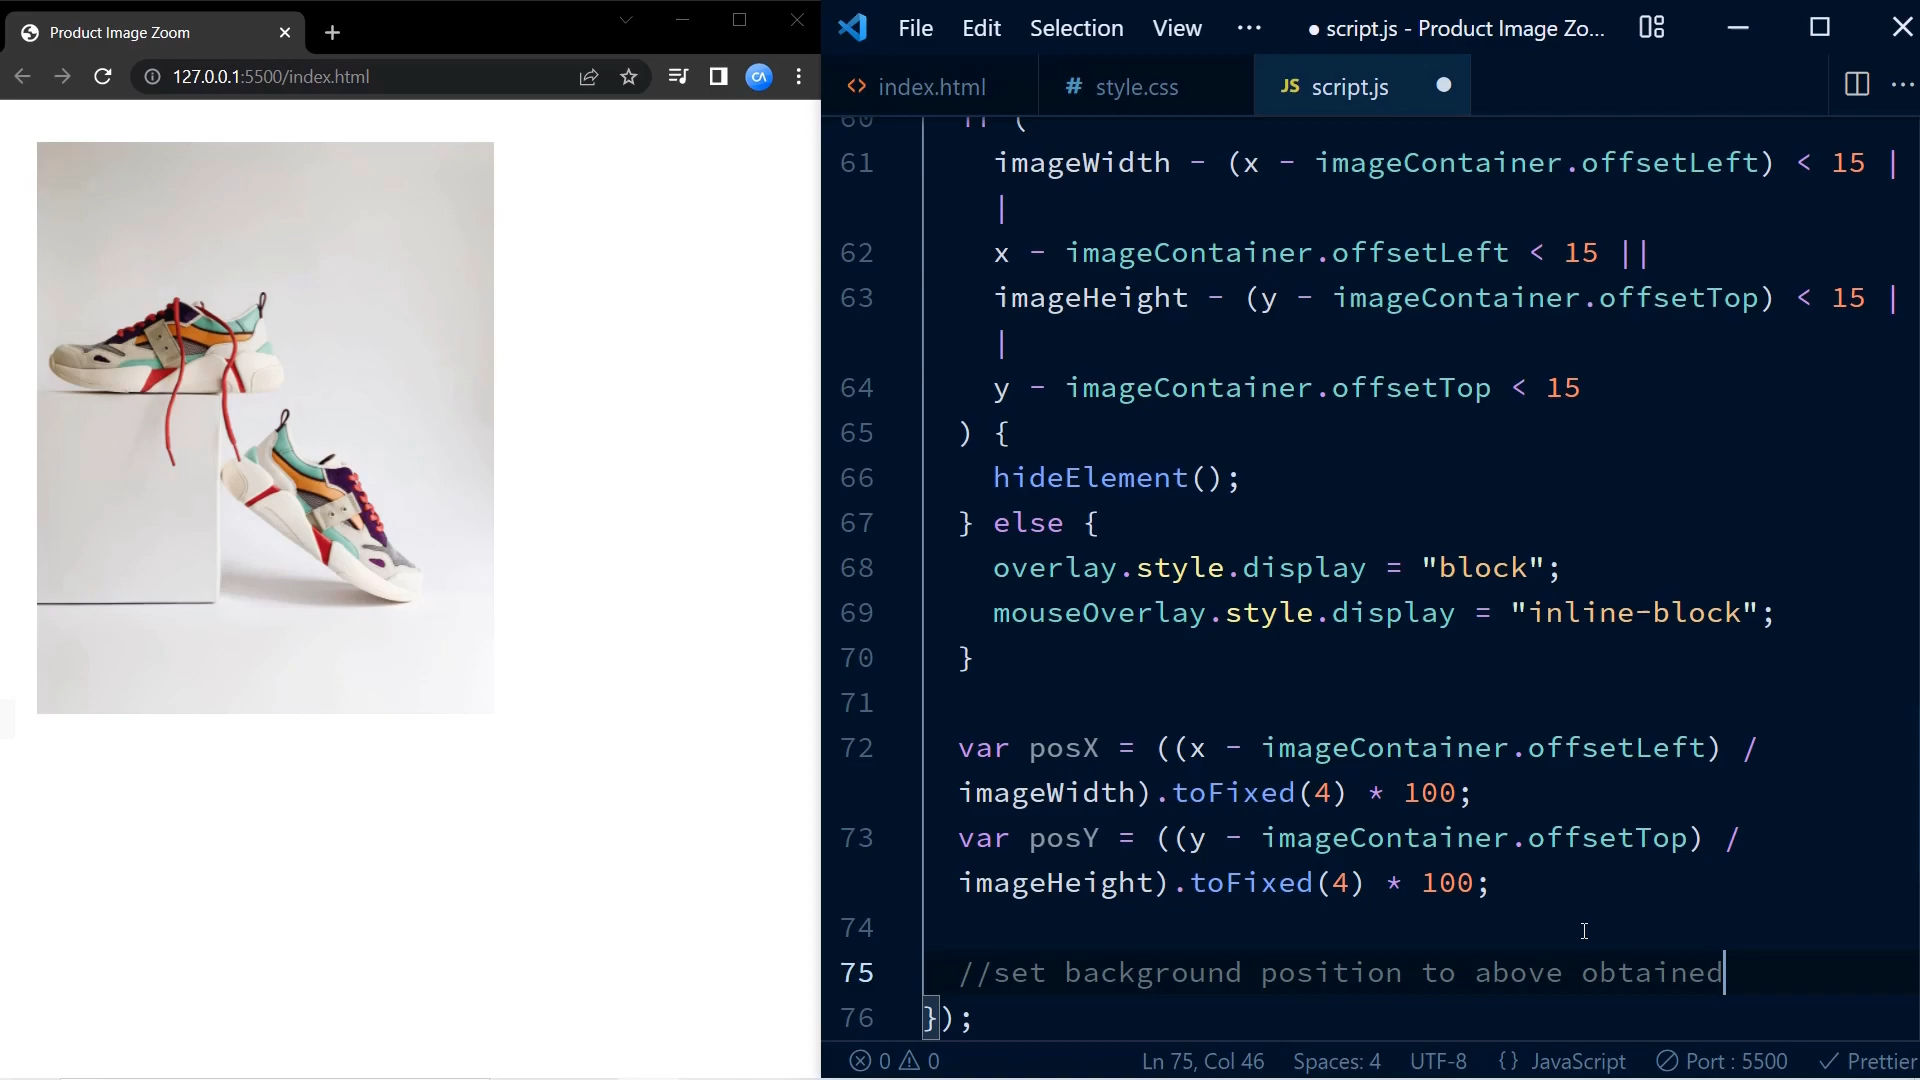 Product Image Zoom
127.0.0.1:5500/index.html
CA
File Edit Selection View ··· ● script.js - Product Image Zo...
<> index.html # style.css JS script.js ●
61 imageWidth - (x - imageContainer.offsetLeft) < 15 |
|
62 x - imageContainer.offsetLeft < 15 ||
63 imageHeight - (y - imageContainer.offsetTop) < 15 |
|
64 y - imageContainer.offsetTop < 15
65 ) {
66 hideElement();
67 } else {
68 overlay.style.display = "block";
69 mouseOverlay.style.display = "inline-block";
70 }
71
72 var posX = ((x - imageContainer.offsetLeft) /
imageWidth).toFixed(4) * 100;
73 var posY = ((y - imageContainer.offsetTop) /
imageHeight).toFixed(4) * 100;
74
75 //set background position to above obtained
76 });
0 0 Ln 75, Col 46 Spaces: 4 UTF-8 {} JavaScript Port : 5500 Prettier